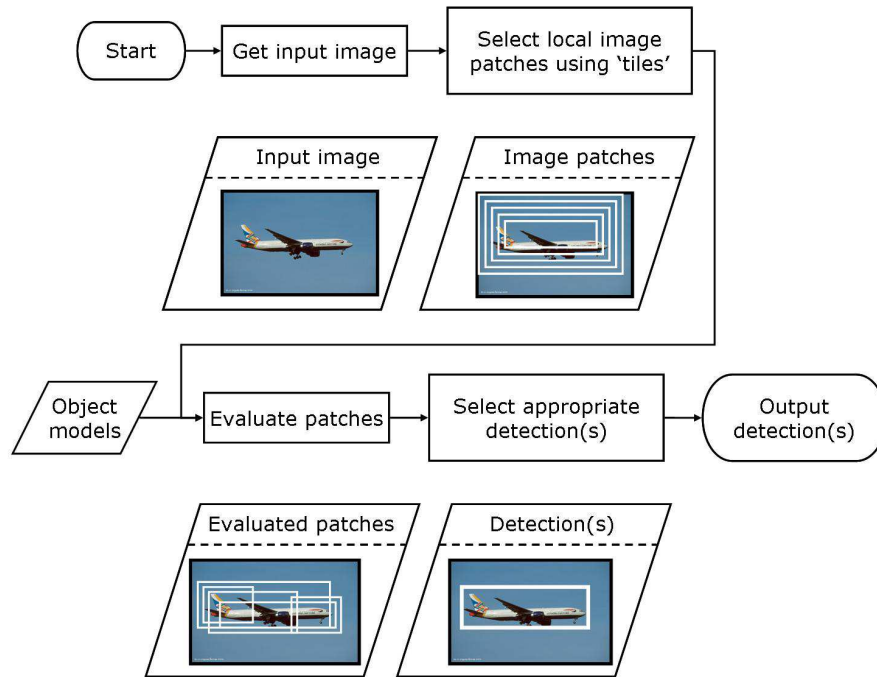 Start
Get input image
Select local image
patches using ‘tiles’
Input image
Image patches
Object
models
Evaluate patches
Select appropriate
detection(s)
Output
detection(s)
Evaluated patches
Detection(s)